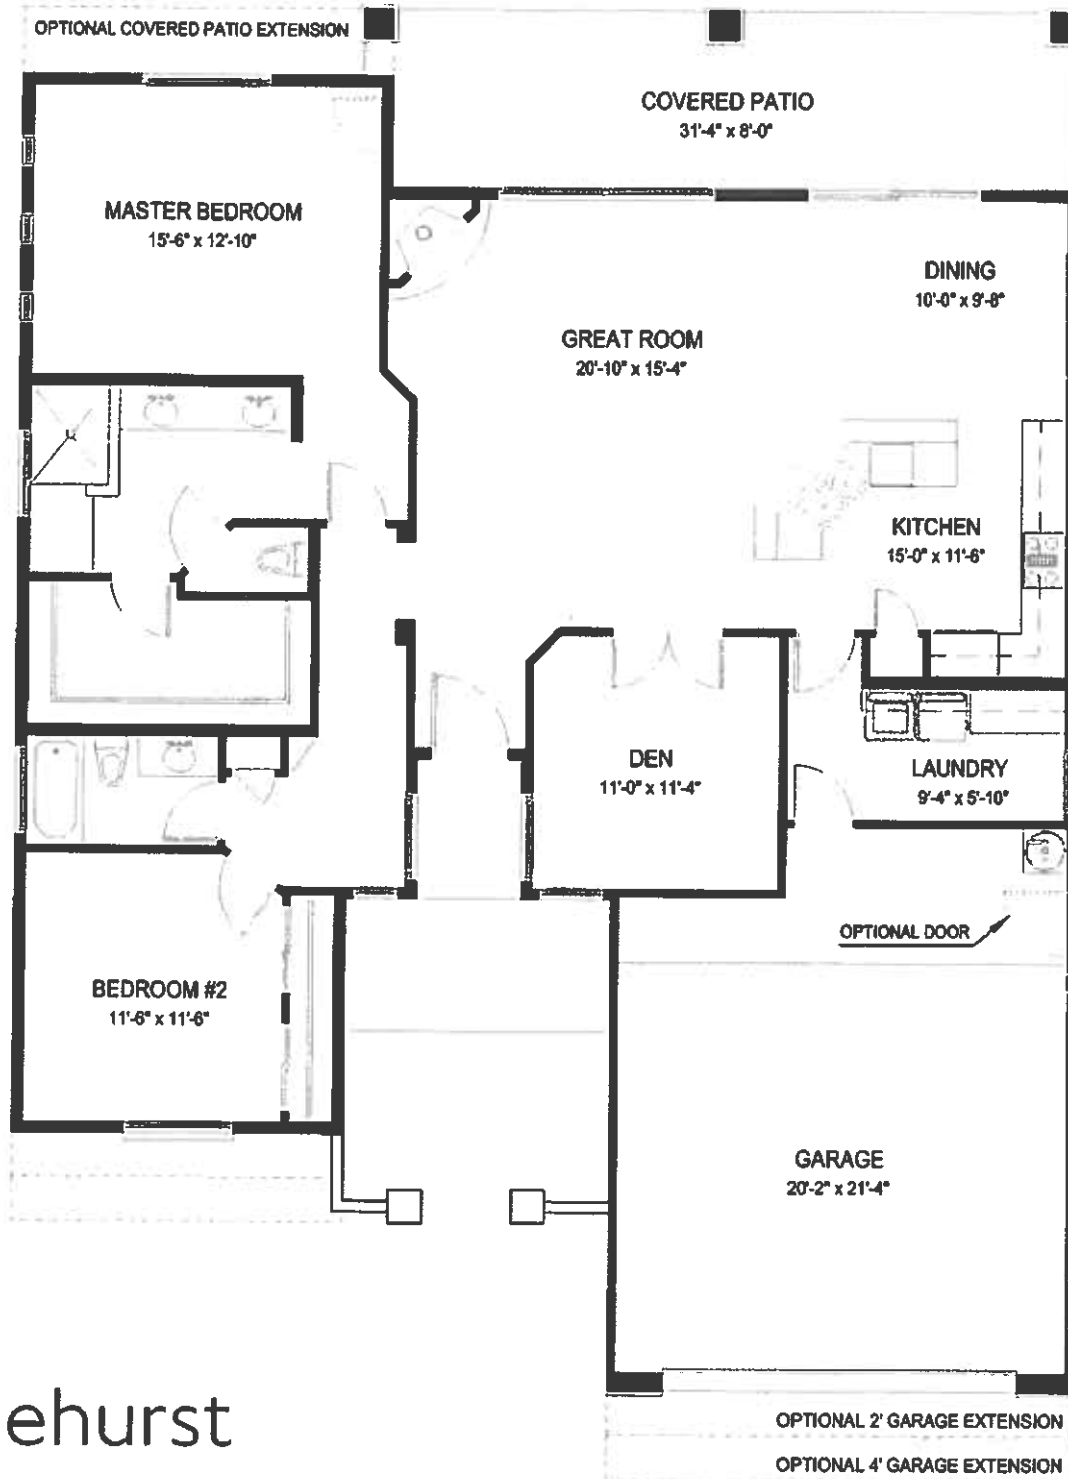 OPTIONAL COVERED PATIO EXTENSION
COVERED PATIO
31'-4" x 8'-0"
MASTER BEDROOM
15'-6" x 12'-10"
DINING
10'-0" x 9'-8"
GREAT ROOM
20'-10" x 15'-4"
KITCHEN
15'-0" x 11'-6"
DEN
11'-0" x 11'-4"
LAUNDRY
9'-4" x 5'-10"
OPTIONAL DOOR
BEDROOM #2
11'-6" x 11'-6"
GARAGE
20'-2" x 21'-4"
ehurst
OPTIONAL 2' GARAGE EXTENSION
OPTIONAL 4' GARAGE EXTENSION